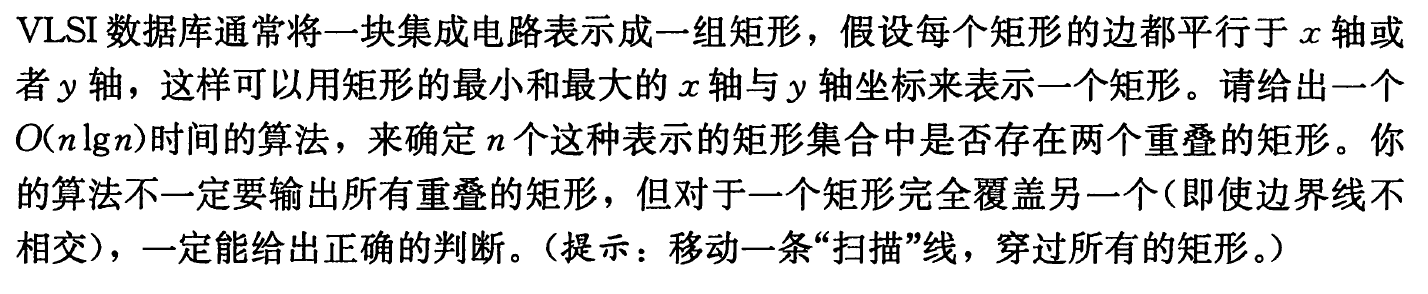 VLSI 数据库通常将一块集成电路表示成一组矩形，假设每个矩形的边都平行于 x 轴或
者 y 轴，这样可以用矩形的最小和最大的 x 轴与 y 轴坐标来表示一个矩形。请给出一个
O(n lgn)时间的算法，来确定 n 个这种表示的矩形集合中是否存在两个重叠的矩形。你
的算法不一定要输出所有重叠的矩形，但对于一个矩形完全覆盖另一个(即使边界线不
相交)，一定能给出正确的判断。(提示：移动一条“扫描”线，穿过所有的矩形。)